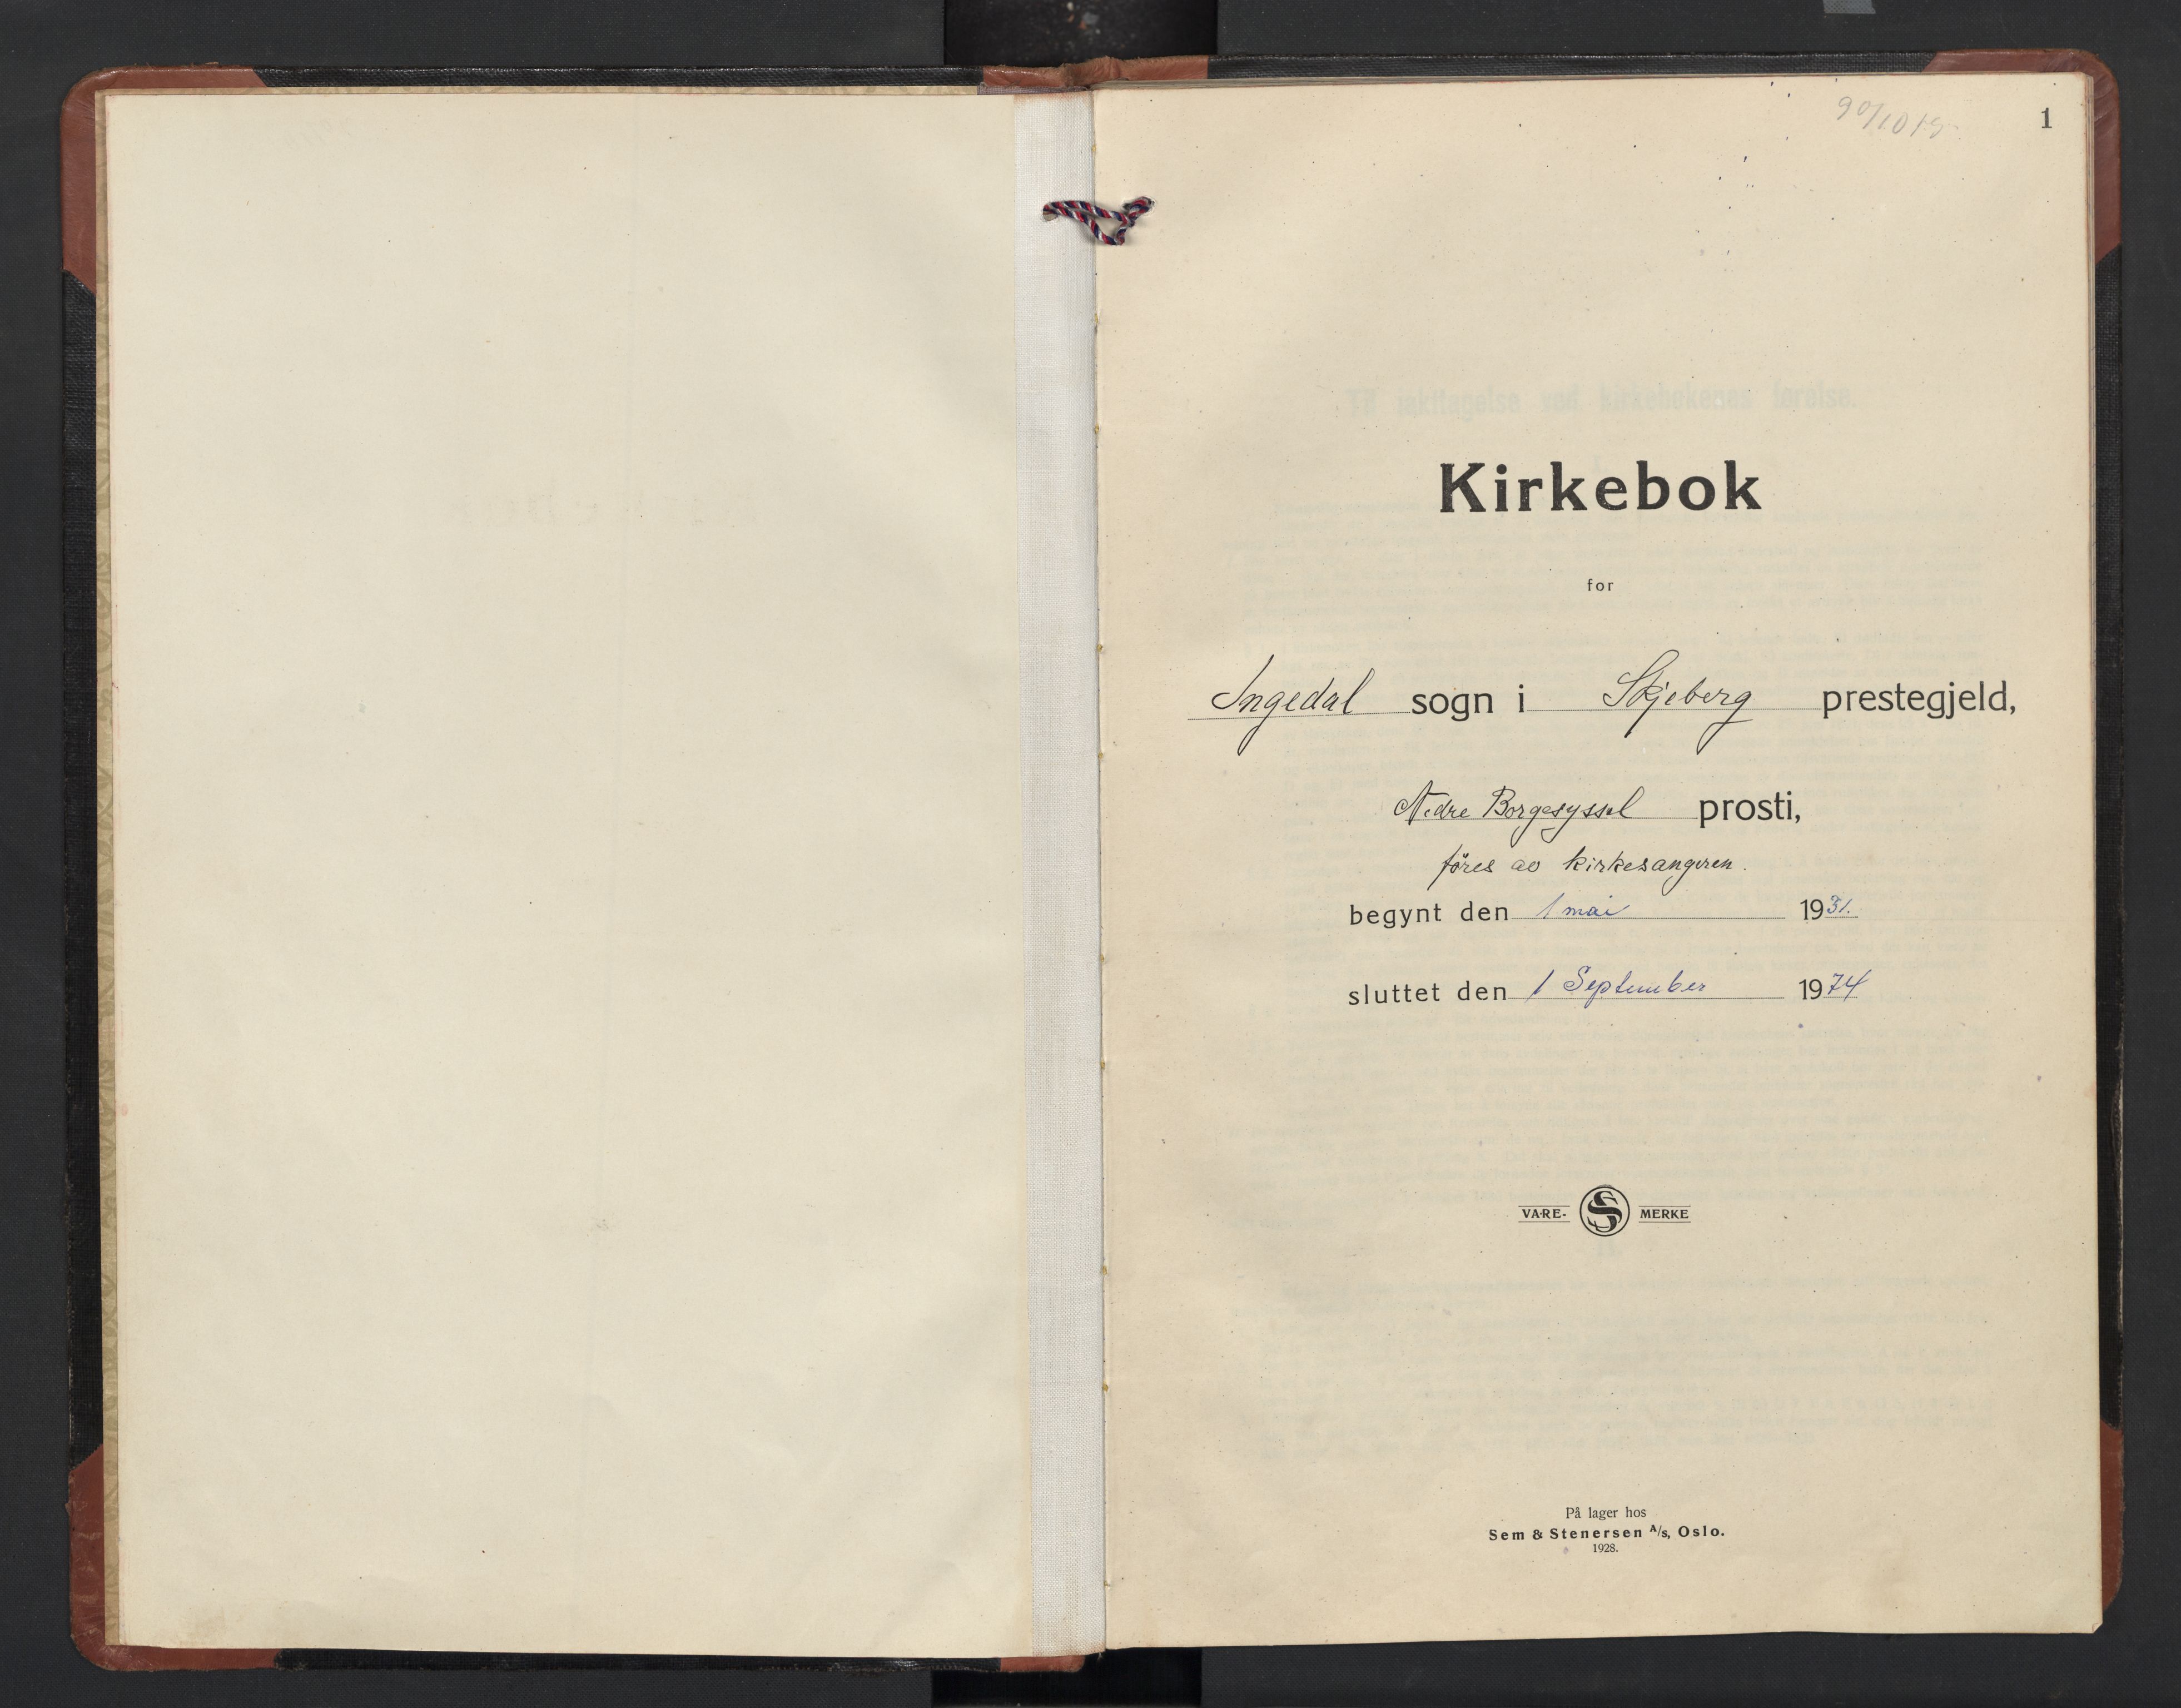 90/1015
1
Kirkebok
for
Ingedal sogn i Skjeberg prestegjeld,
Nedre Borgesyssel prosti,
føres av kirkesangeren.
begynt den 1 mai 1931.
sluttet den 1 September 1974
VARE- S MERKE
På lager hos
Sem & Stenersen A/s, Oslo.
1928.